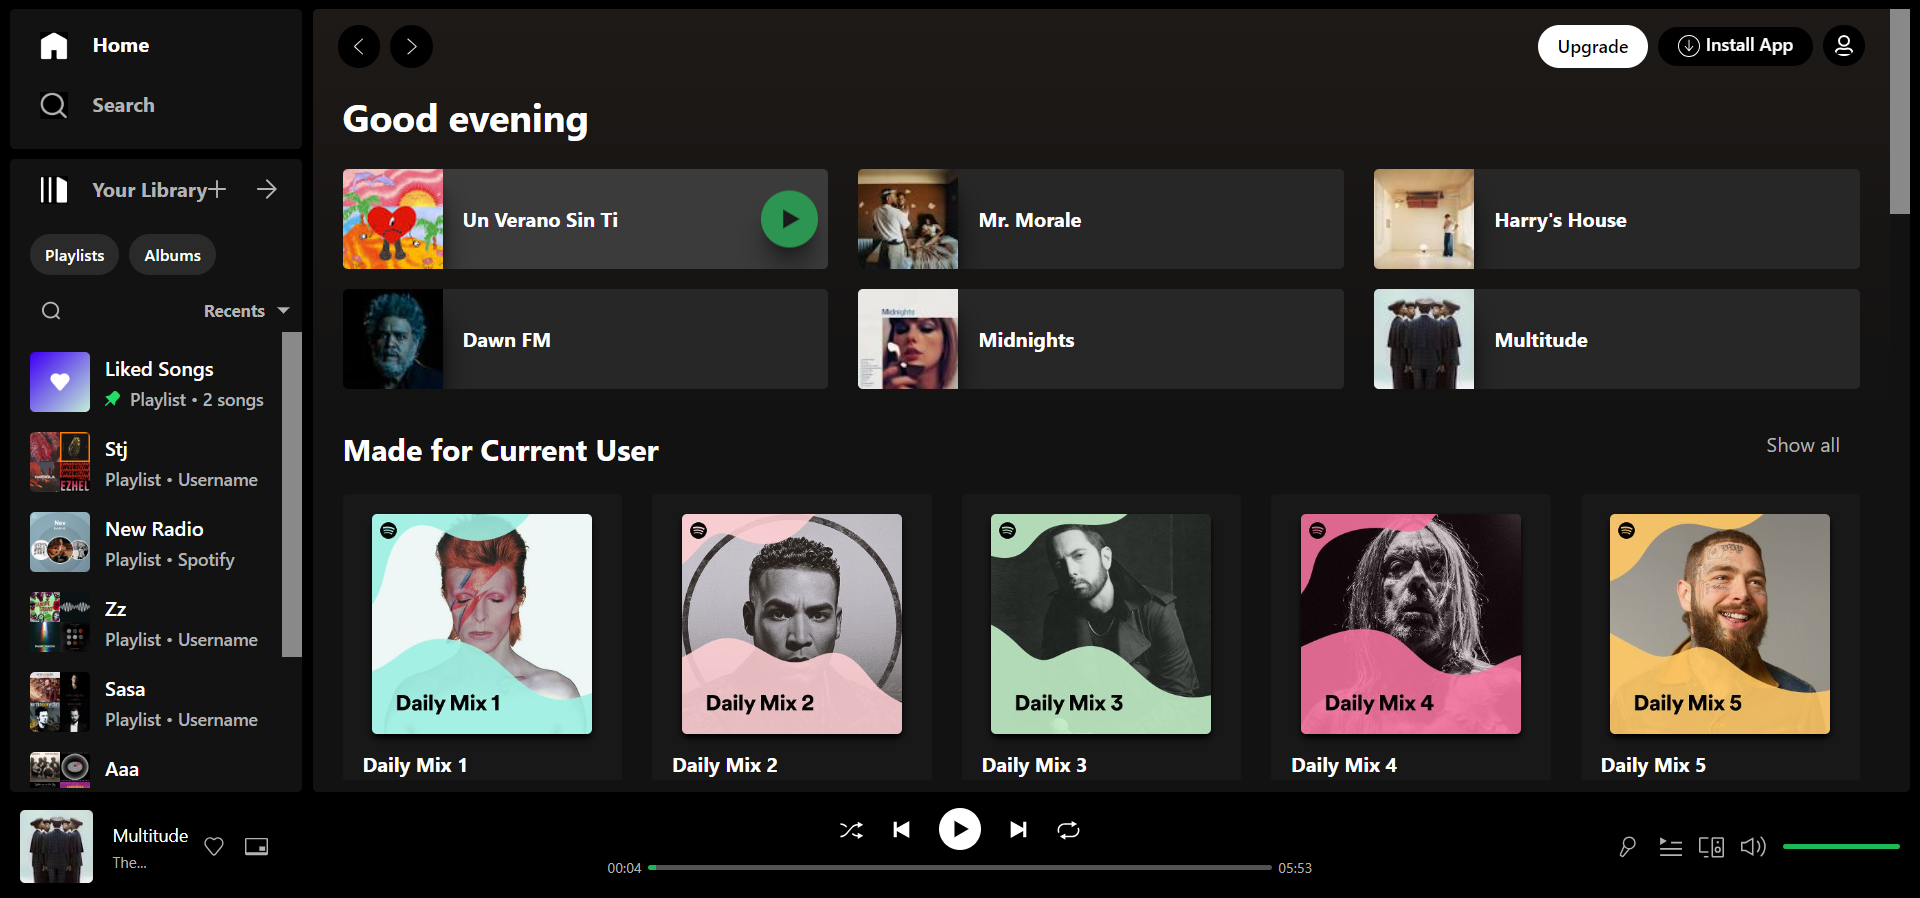 Home
Search
Your Library
Playlists
Albums
Recents
Liked Songs
Playlist • 2 songs
Stj
Playlist • Username
EZHEL
New Radio
Playlist • Spotify
Zz
Playlist • Username
Sasa
Playlist • Username
Aaa
Upgrade
Install App
Good evening
Un Verano Sin Ti
Mr. Morale
Harry's House
Dawn FM
Midnights
Midnights
Multitude
Made for Current User
Show all
Daily Mix 1
Daily Mix 2
Daily Mix 3
Daily Mix 4
Daily Mix 5
Daily Mix 1
Daily Mix 2
Daily Mix 3
Daily Mix 4
Daily Mix 5
Multitude
The...
00:04
05:53